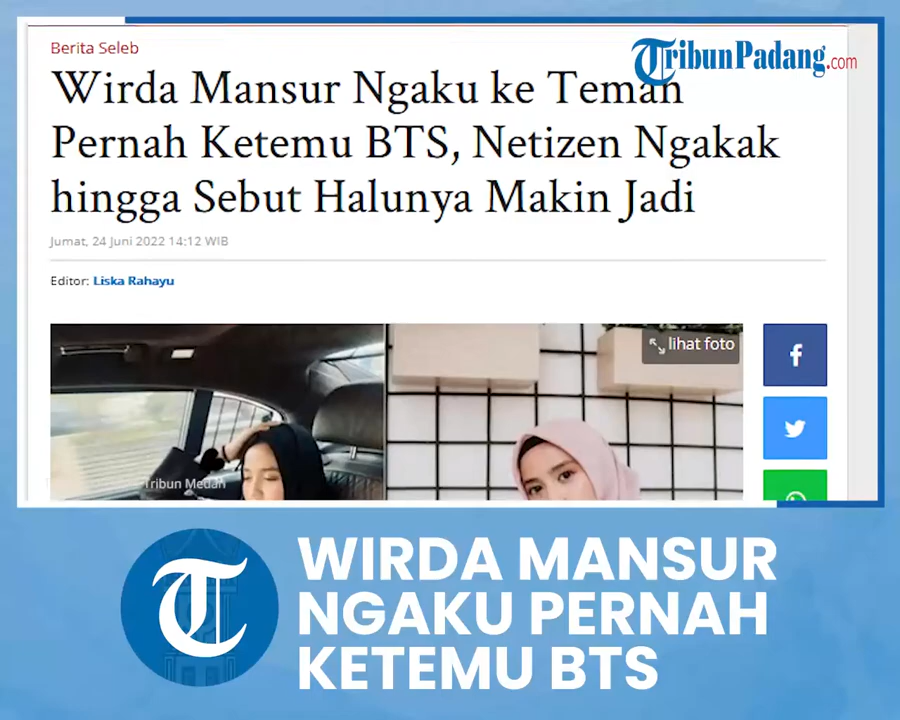 Berita Seleb
TribunPadang.com
Wirda Mansur Ngaku ke Teman
Pernah Ketemu BTS, Netizen Ngakak
hingga Sebut Halunya Makin Jadi
Jumat, 24 Juni 2022 14:12 WIB
Editor: Liska Rahayu
lihat foto
Tribun Medan
T
WIRDA MANSUR
NGAKU PERNAH
KETEMU BTS